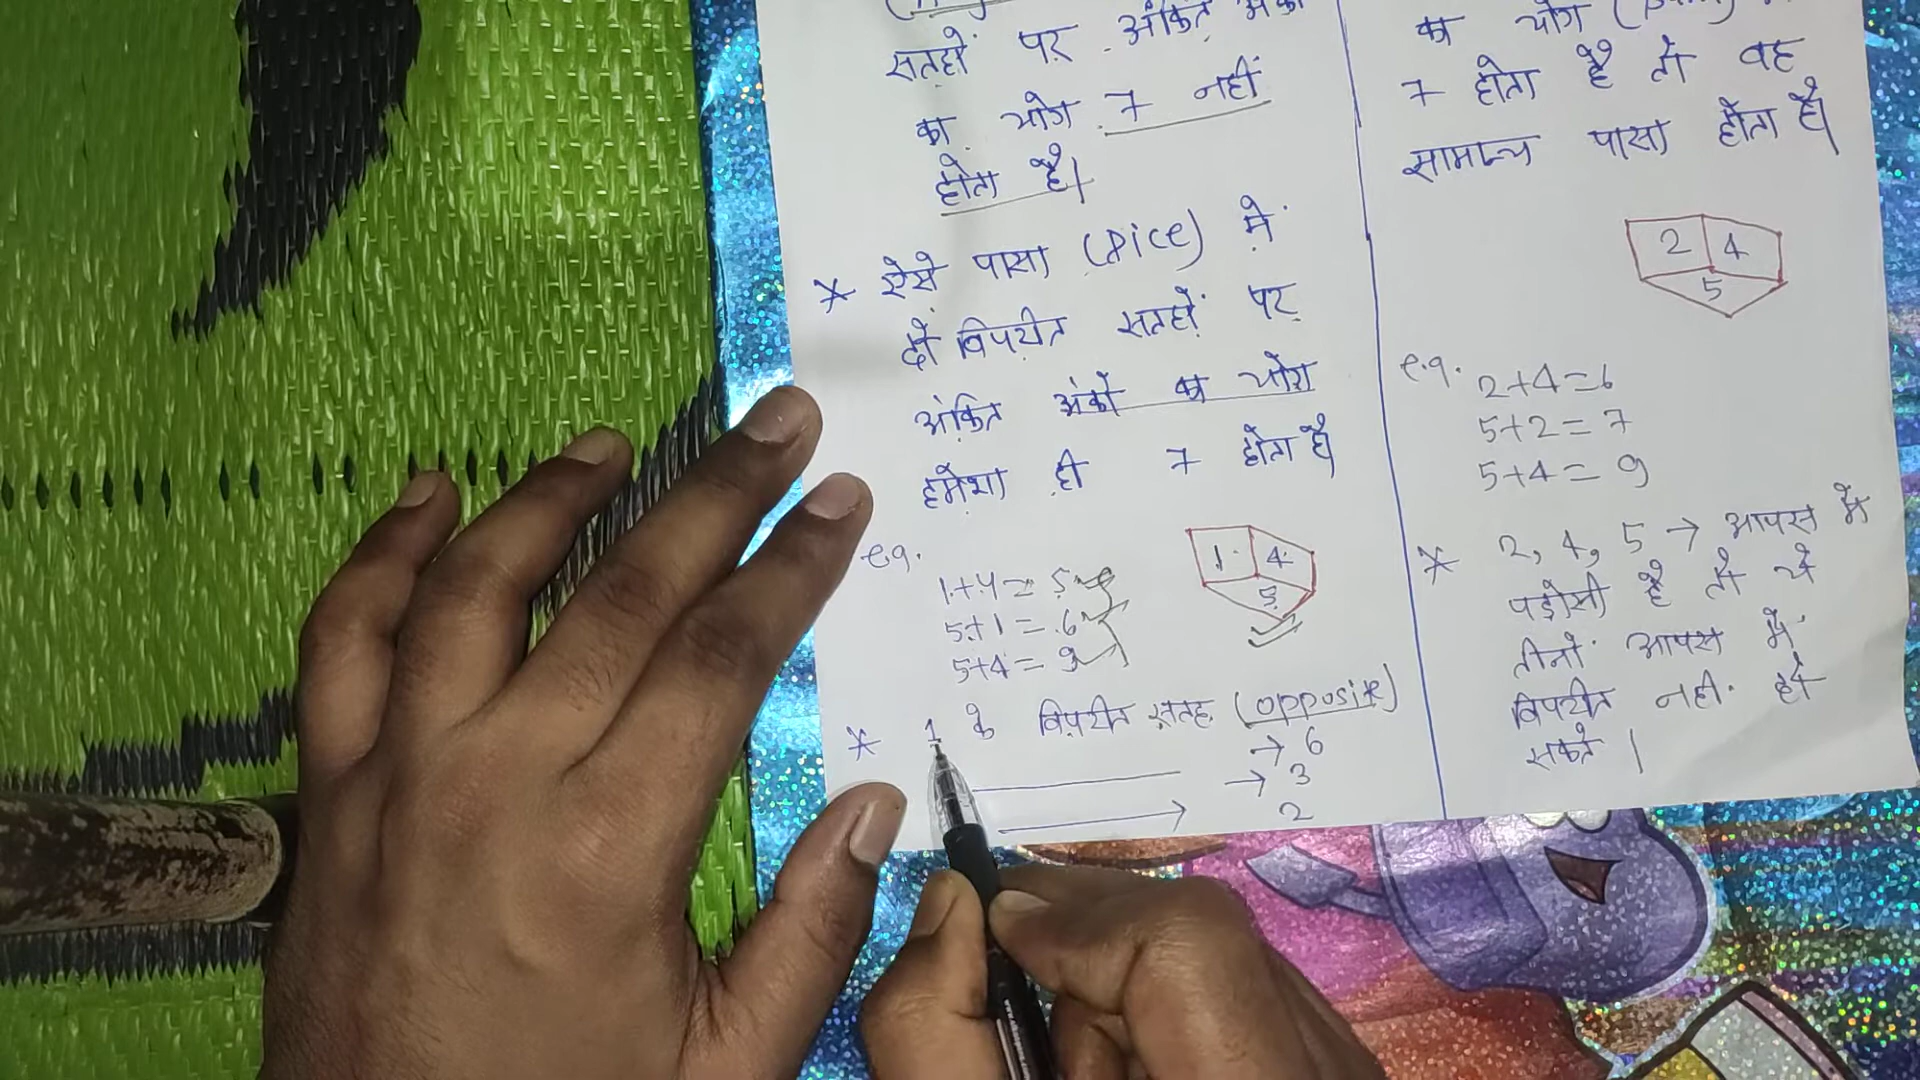 सतहों पर अंकित
का योग 7 नहीं
होता है।
* ऐसे पासा (Dice) में
दो विपरीत सतहों पर
अंकित अंको का योग
हमेशा ही 7 होता है
e.g.
1 4
5
1+4=5
5+1=6
5+4=9
* 1 के विपरीत सतह (opposite)
→ 6
→ 3
2
का योग
7 होता है तो वह
सामान्य पासा होता है।
2 4
5
e.g. 2+4=6
5+2=7
5+4=9
* 2, 4, 5 → आपस में
पड़ोसी है तो ये
तीनों आपस में
विपरीत नही हो
सकते।